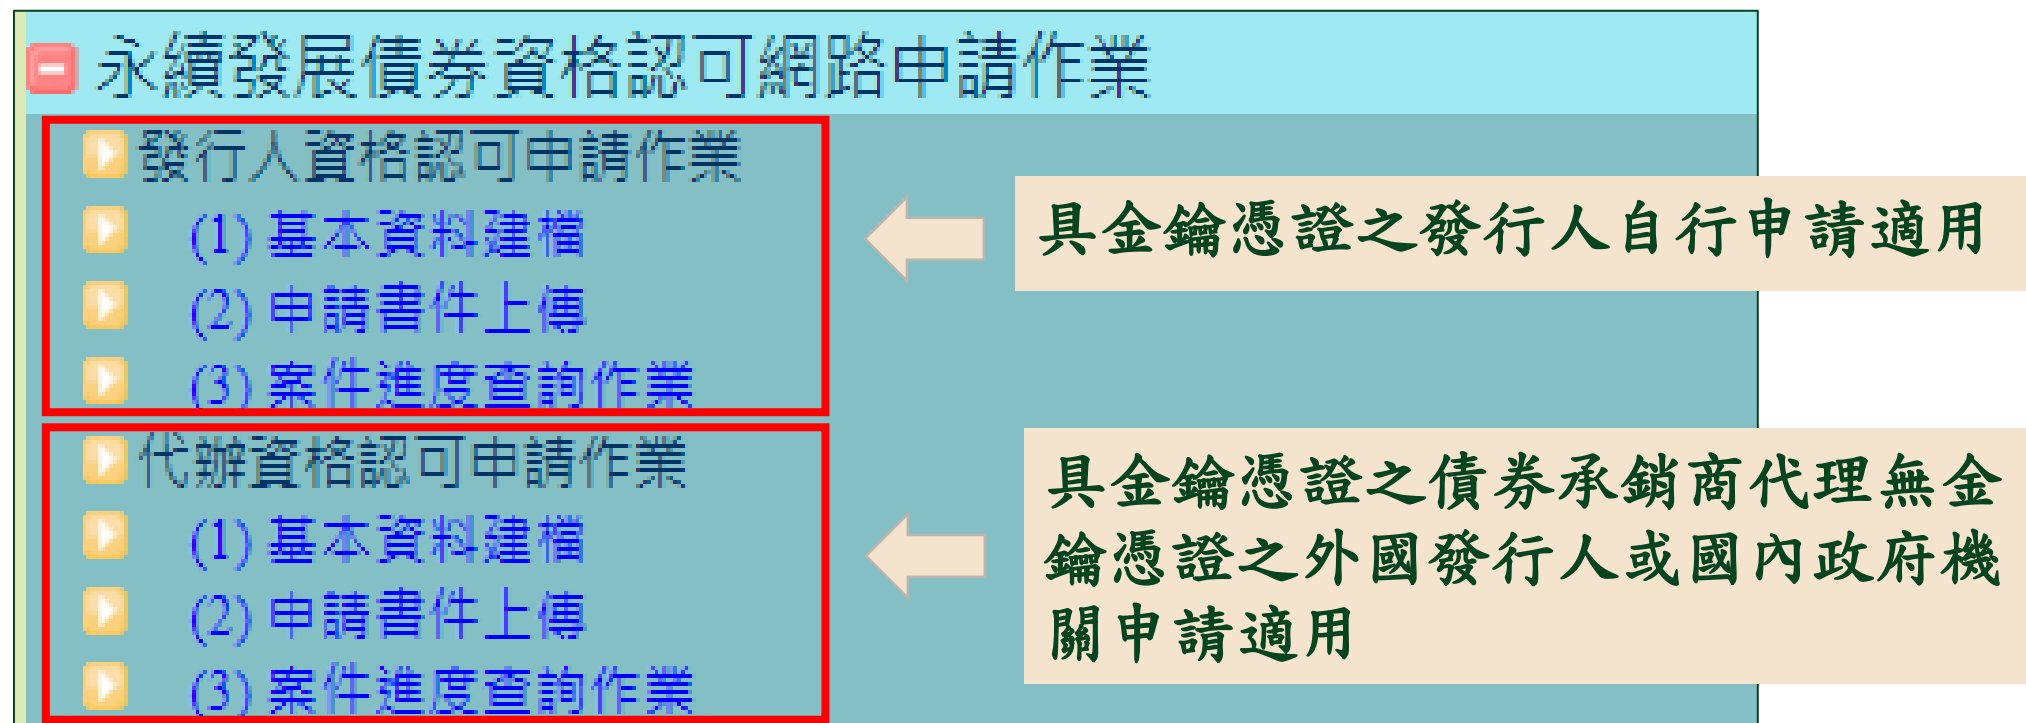 永續發展債券資格認可網路申請作業
發行人資格認可申請作業
(1) 基本資料建檔
(2) 申請書件上傳
(3) 案件進度查詢作業
具金鑰憑證之發行人自行申請適用
代辦資格認可申請作業
(1) 基本資料建檔
(2) 申請書件上傳
(3) 案件進度查詢作業
具金鑰憑證之債券承銷商代理無金
鑰憑證之外國發行人或國內政府機
關申請適用